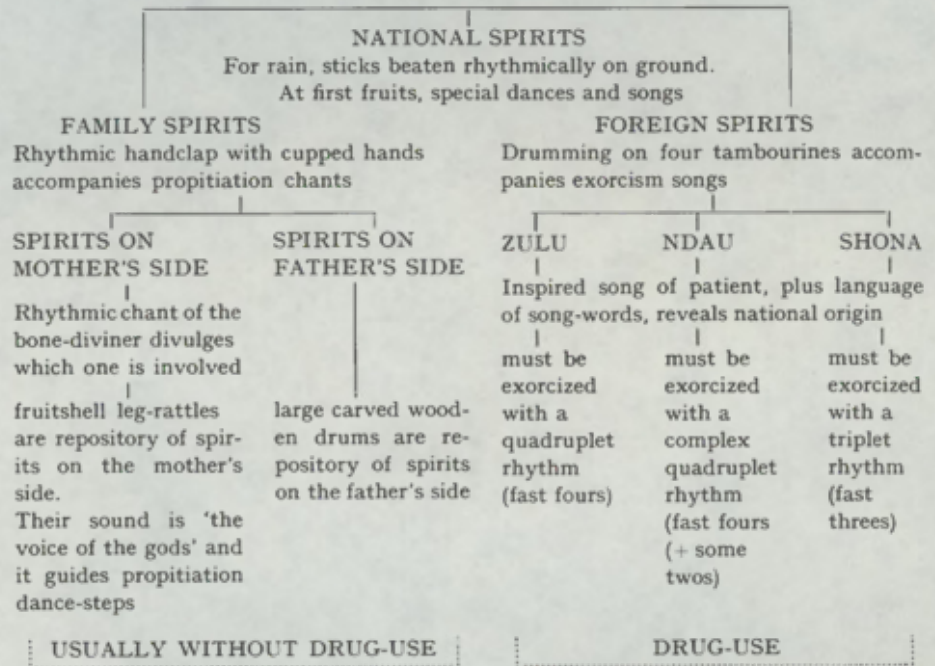 NATIONAL SPIRITS
For rain, sticks beaten rhythmically on ground.
At first fruits, special dances and songs
FAMILY SPIRITS
Rhythmic handclap with cupped hands
accompanies propitiation chants
FOREIGN SPIRITS
Drumming on four tambourines accom-
panies exorcism songs
SPIRITS ON
MOTHER'S SIDE
Rhythmic chant of the
bone-diviner divulges
which one is involved
fruitshell leg-rattles
are repository of spir-
its on the mother's
side.
Their sound is 'the
voice of the gods' and
it guides propitiation
dance-steps
SPIRITS ON
FATHER'S SIDE
large carved wood-
en drums are re-
pository of spirits
on the father's side
ZULU
NDAU
SHONA
Inspired song of patient, plus language
of song-words, reveals national origin
must be
exorcized
with a
quadruplet
rhythm
(fast fours)
must be
exorcized
with a
complex
quadruplet
rhythm
(fast fours
(+ some
twos)
must be
exorcized
with a
triplet
rhythm
(fast
threes)
USUALLY WITHOUT DRUG-USE
DRUG-USE